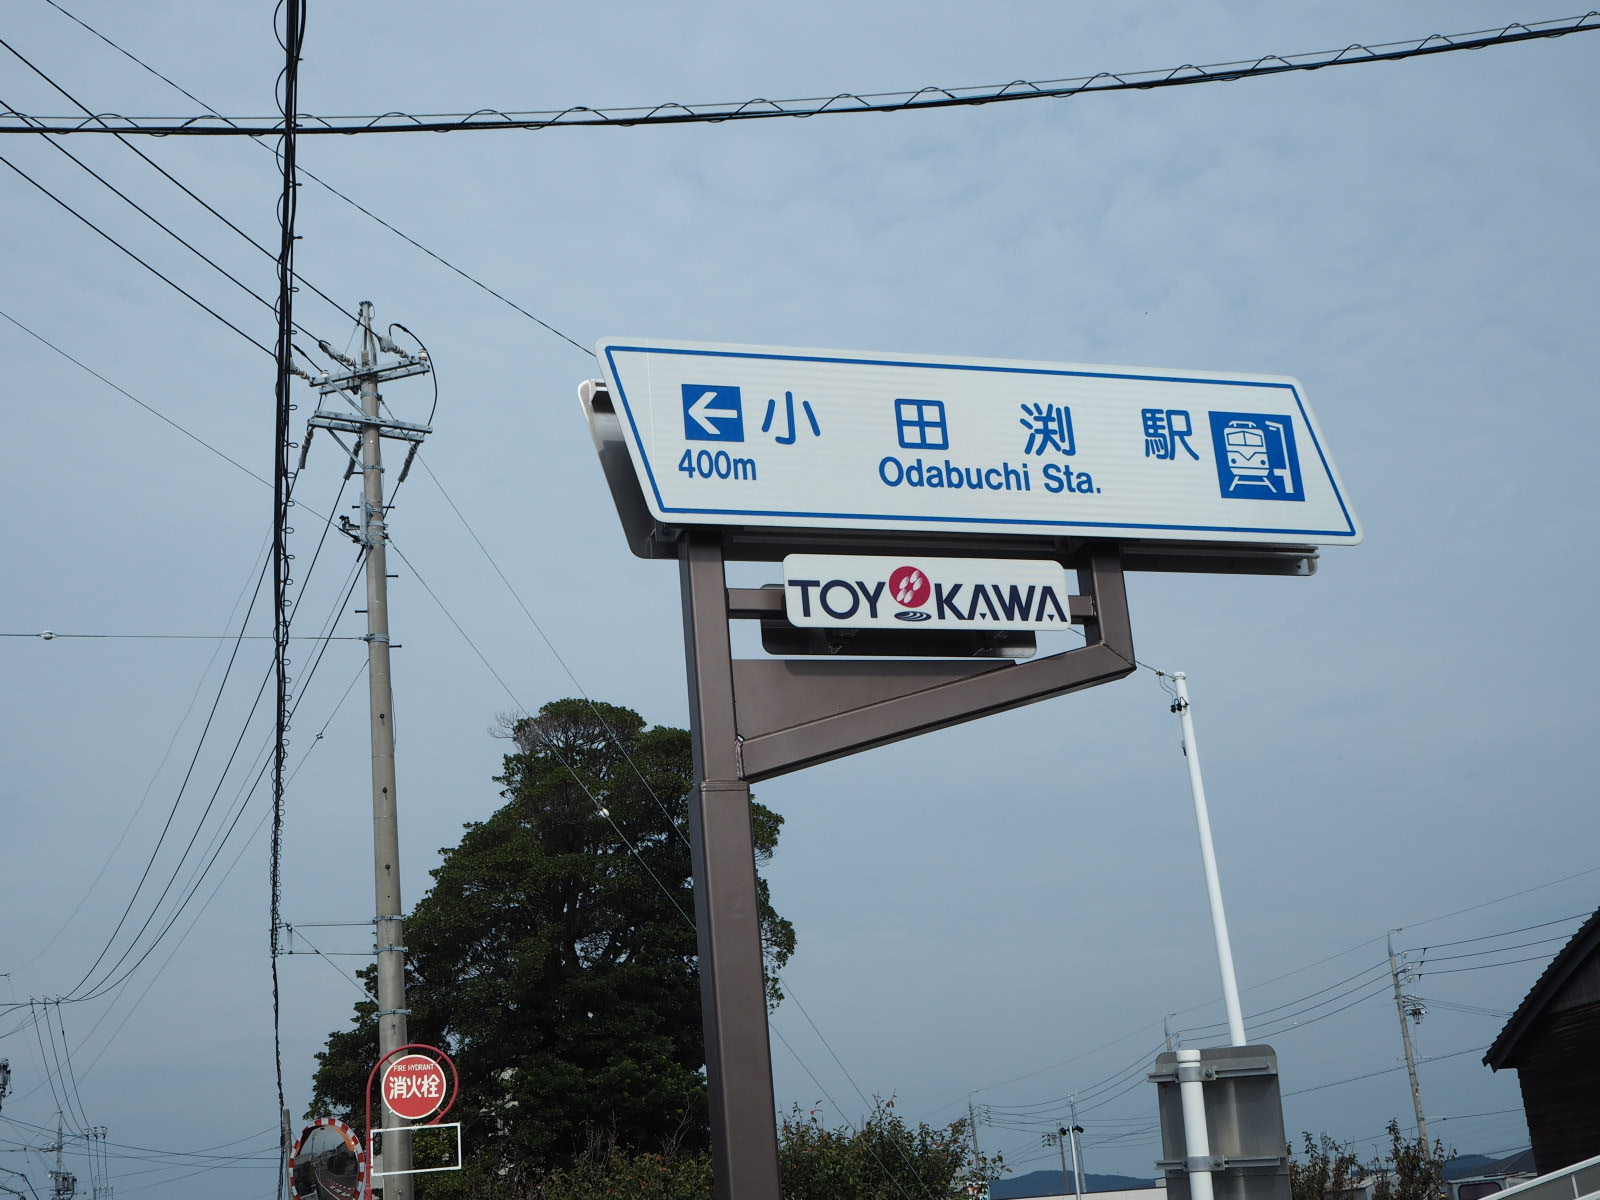 小田渕駅
400m
Odabuchi Sta.
TOYOKAWA
FIRE HYDRANT
消火栓